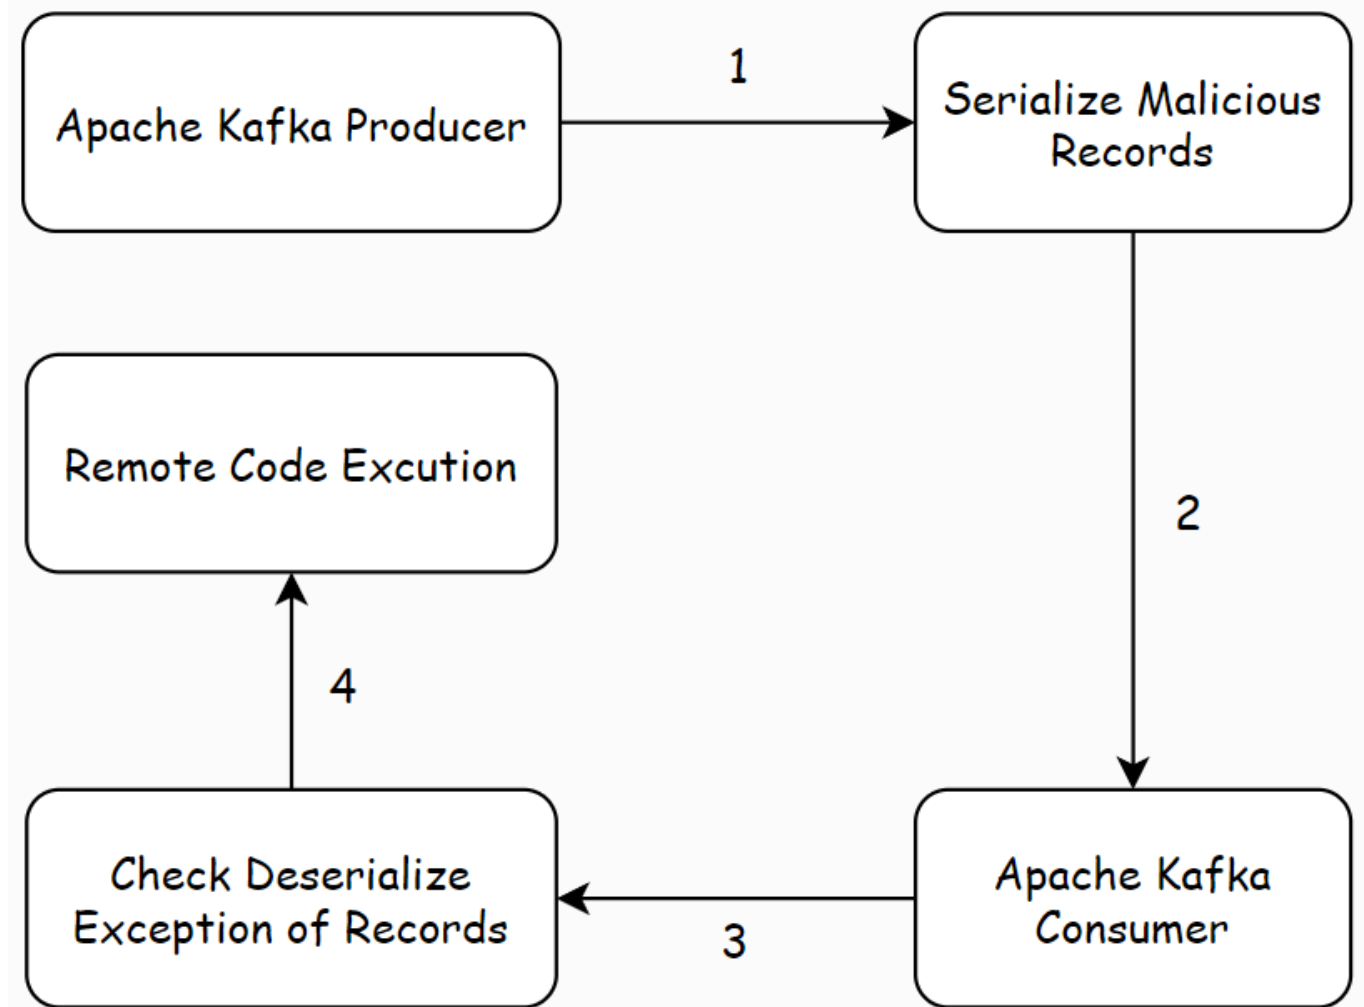 Apache Kafka Producer
1
Serialize Malicious
Records
Remote Code Excution
2
4
Check Deserialize
Exception of Records
3
Apache Kafka
Consumer